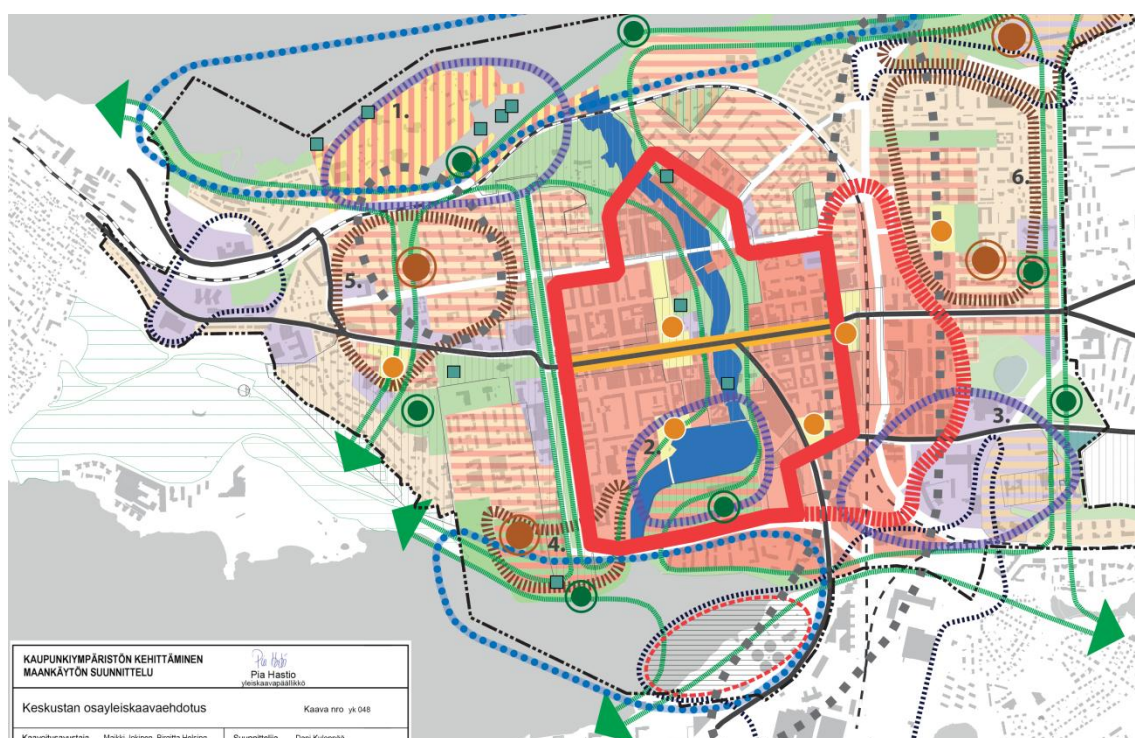 1.
6.
5.
3.
2.
4.
KAUPUNKIYMPÄRISTÖN KEHITTÄMINEN
MAANKÄYTÖN SUUNNITTELU
Pia Hastio
yleiskaavapäällikkö
Keskustan osayleiskaavaehdotus Kaava nro yk 048